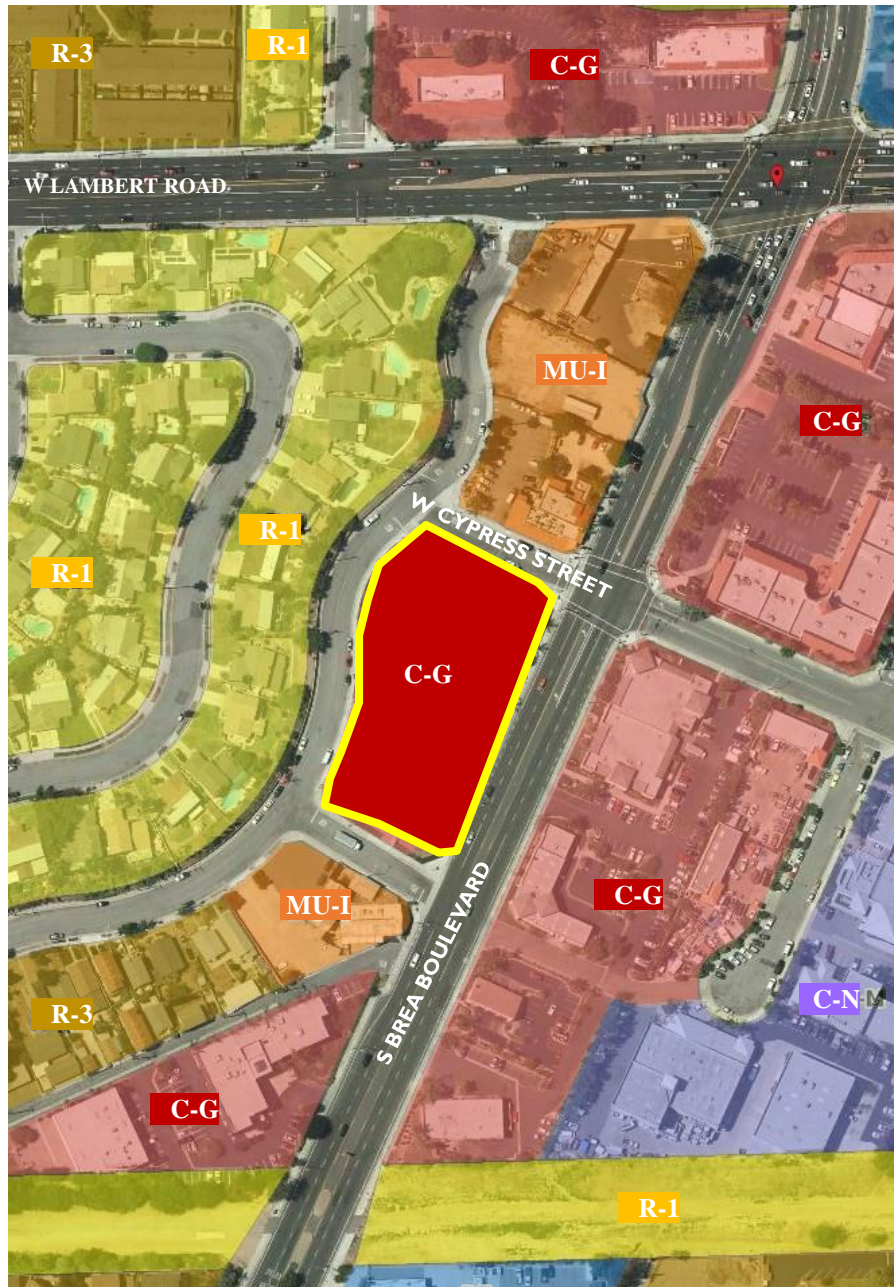 R-3
R-1
C-G
W LAMBERT ROAD
MU-I
C-G
W CYPRESS STREET
R-1
R-1
C-G
MU-I
C-G
S BREA BOULEVARD
C-N
R-3
C-G
R-1